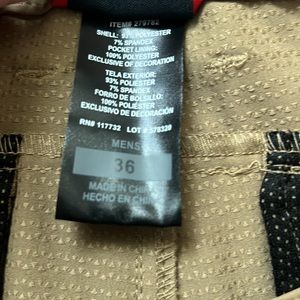 ITEM# 279782
SHELL: 93% POLYESTER
7% SPANDEX
POCKET LINING:
100% POLYESTER
EXCLUSIVE OF DECORATION
TELA EXTERIOR:
93% POLIÉSTER
7% SPANDEX
FORRO DE BOLSILLO:
100% POLIÉSTER
EXCLUSIVO DE DECORACIÓN
RN# 117732 LOT # 578320
MENS
36
MADE IN CHINA
HECHO EN CHINA